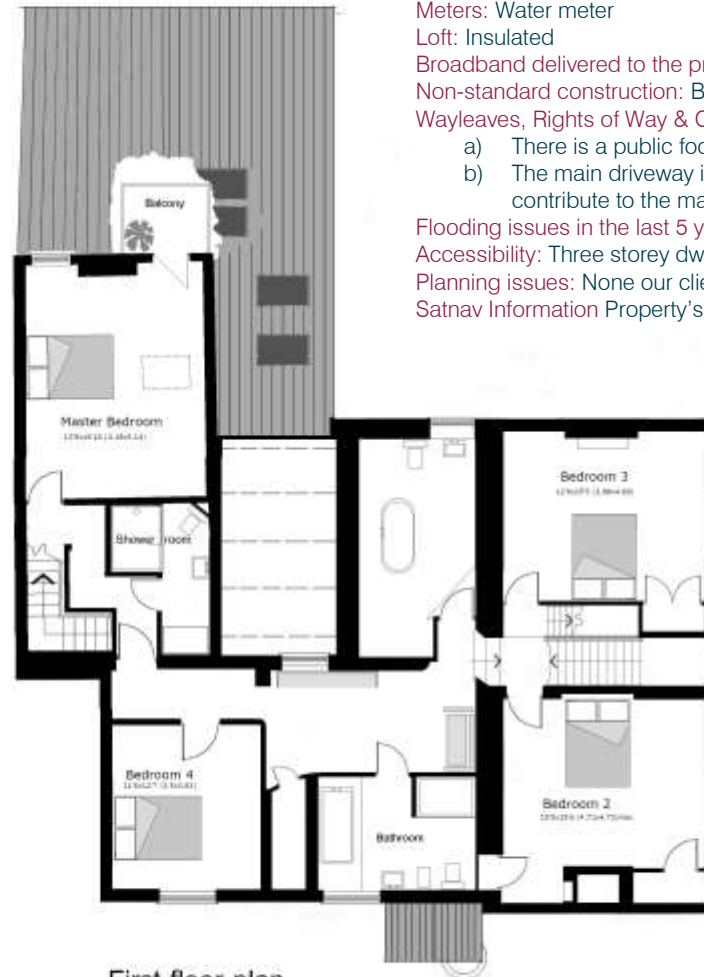 Meters: Water meter
Loft: Insulated
Broadband delivered to the pr
Non-standard construction: B
Wayleaves, Rights of Way & C
a) There is a public foo
b) The main driveway i
contribute to the ma
Flooding issues in the last 5 y
Accessibility: Three storey dw
Planning issues: None our clie
Satnav Information Property's
Balcony
Master Bedroom
Bedroom 3
Shower room
S
Bedroom 4
Bedroom 2
Bathroom
First floor plan